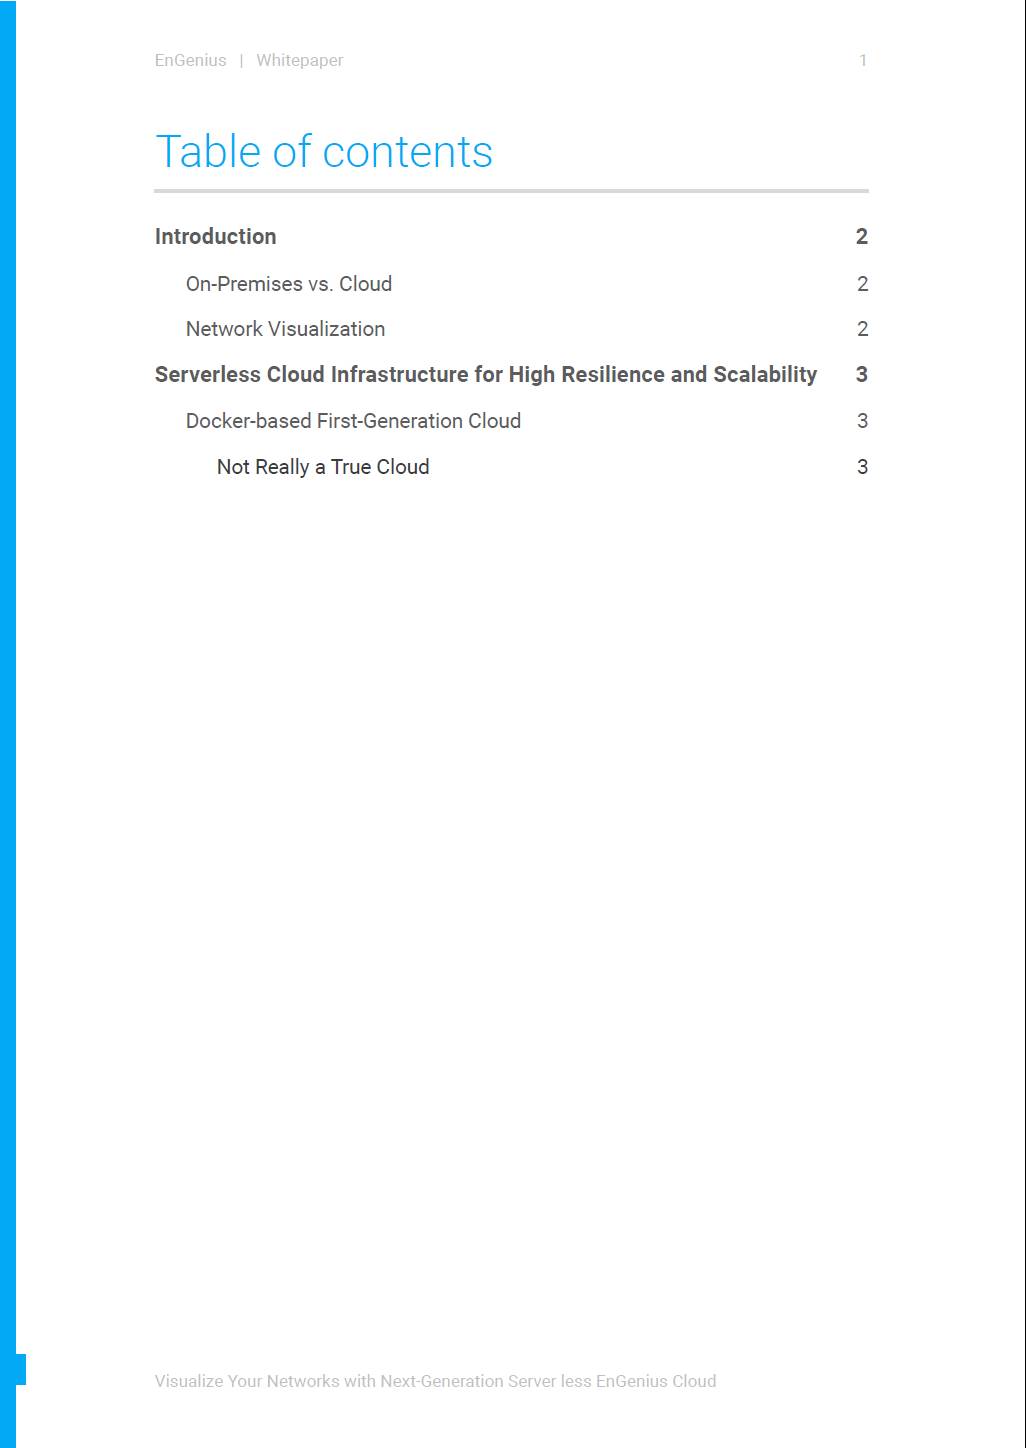 EnGenius | Whitepaper 1
Table of contents
Introduction 2
On-Premises vs. Cloud 2
Network Visualization 2
Serverless Cloud Infrastructure for High Resilience and Scalability 3
Docker-based First-Generation Cloud 3
Not Really a True Cloud 3
Visualize Your Networks with Next-Generation Server less EnGenius Cloud